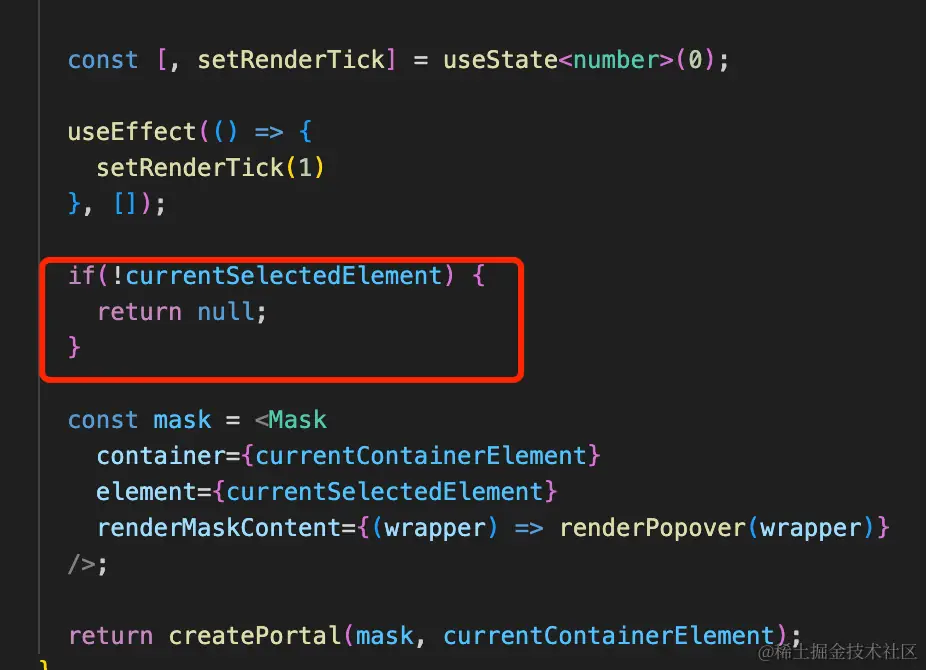 const [, setRenderTick] = useState<number>(0);
useEffect(() => {
setRenderTick(1)
}, []);
if(!currentSelectedElement) {
return null;
}
const mask = <Mask
container={currentContainerElement}
element={currentSelectedElement}
renderMaskContent={(wrapper) => renderPopover(wrapper)}
/>;
return createPortal(mask, currentContainerElement);
}
@稀土掘金技术社区